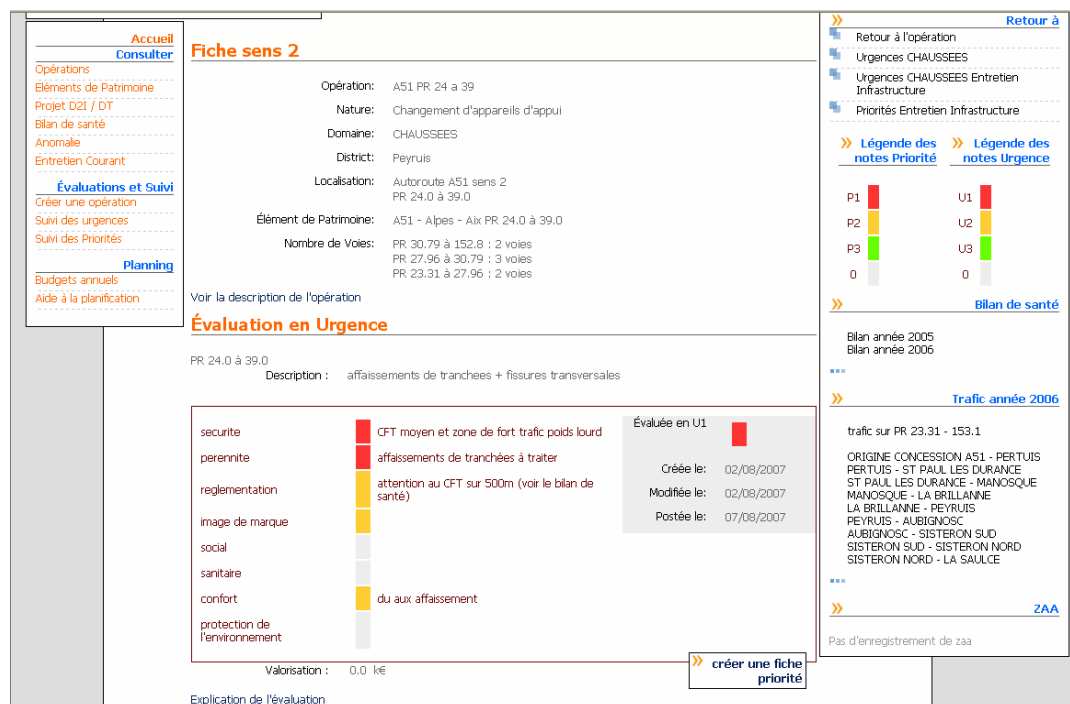 Accueil
Consulter
Opérations
Eléments de Patrimoine
Projet D2I / DT
Bilan de santé
Anomalie
Entretien Courant
Évaluations et Suivi
Créer une opération
Suivi des urgences
Suivi des Priorités
Planning
Budgets annuels
Aide à la planification
Fiche sens 2
Opération: A51 PR 24 a 39
Nature: Changement d'appareils d'appui
Domaine: CHAUSSEES
District: Peyruis
Localisation: Autoroute A51 sens 2
PR 24.0 à 39.0
Élément de Patrimoine: A51 - Alpes - Aix PR 24.0 à 39.0
Nombre de Voies: PR 30.79 à 152.8 : 2 voies
PR 27.96 à 30.79 : 3 voies
PR 23.31 à 27.96 : 2 voies
Voir la description de l'opération
Évaluation en Urgence
PR 24.0 à 39.0
Description : affaissements de tranchees + fissures transversales
securite CFT moyen et zone de fort trafic poids lourd
perennite affaissements de tranchées à traiter
reglementation attention au CFT sur 500m (voir le bilan de
santé)
image de marque
social
sanitaire
confort du aux affaissement
protection de
l'environnement
Évaluée en U1
Créée le: 02/08/2007
Modifiée le: 02/08/2007
Postée le: 07/08/2007
Valorisation : 0.0 k€
créer une fiche
priorité
Explication de l'évaluation
Retour à
Retour à l'opération
Urgences CHAUSSEES
Urgences CHAUSSEES Entretien
Infrastructure
Priorités Entretien Infrastructure
Légende des
notes Priorité
Légende des
notes Urgence
P1 U1
P2 U2
P3 U3
0 0
Bilan de santé
Bilan année 2005
Bilan année 2006
Trafic année 2006
trafic sur PR 23.31 - 153.1
ORIGINE CONCESSION A51 - PERTUIS
PERTUIS - ST PAUL LES DURANCE
ST PAUL LES DURANCE - MANOSQUE
MANOSQUE - LA BRILLANNE
LA BRILLANNE - PEYRUIS
PEYRUIS - AUBIGNOSC
AUBIGNOSC - SISTERON SUD
SISTERON SUD - SISTERON NORD
SISTERON NORD - LA SAULCE
ZAA
Pas d'enregistrement de zaa